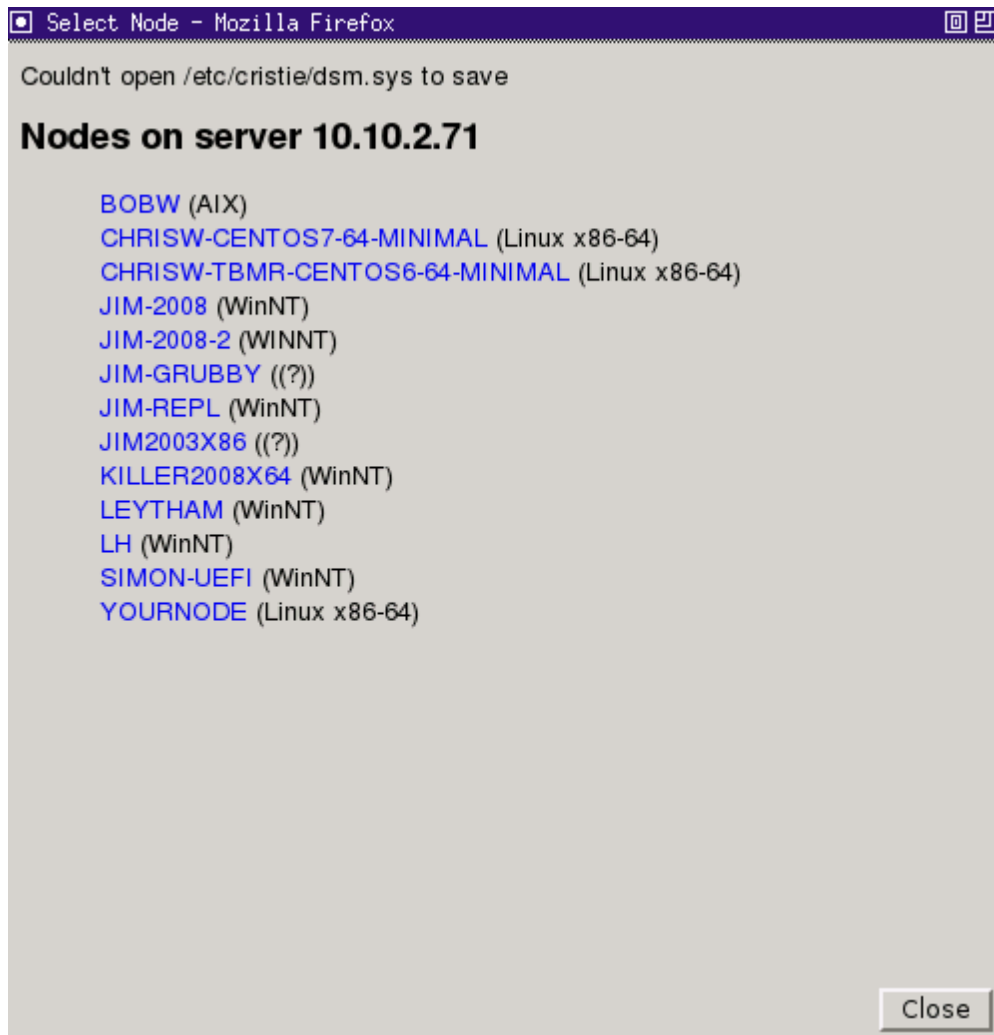 Select Node - Mozilla Firefox
Couldn't open /etc/cristie/dsm.sys to save
Nodes on server 10.10.2.71
BOBW (AIX)
CHRISW-CENTOS7-64-MINIMAL (Linux x86-64)
CHRISW-TBMR-CENTOS6-64-MINIMAL (Linux x86-64)
JIM-2008 (WinNT)
JIM-2008-2 (WINNT)
JIM-GRUBBY ((?))
JIM-REPL (WinNT)
JIM2003X86 ((?))
KILLER2008X64 (WinNT)
LEYTHAM (WinNT)
LH (WinNT)
SIMON-UEFI (WinNT)
YOURNODE (Linux x86-64)
Close